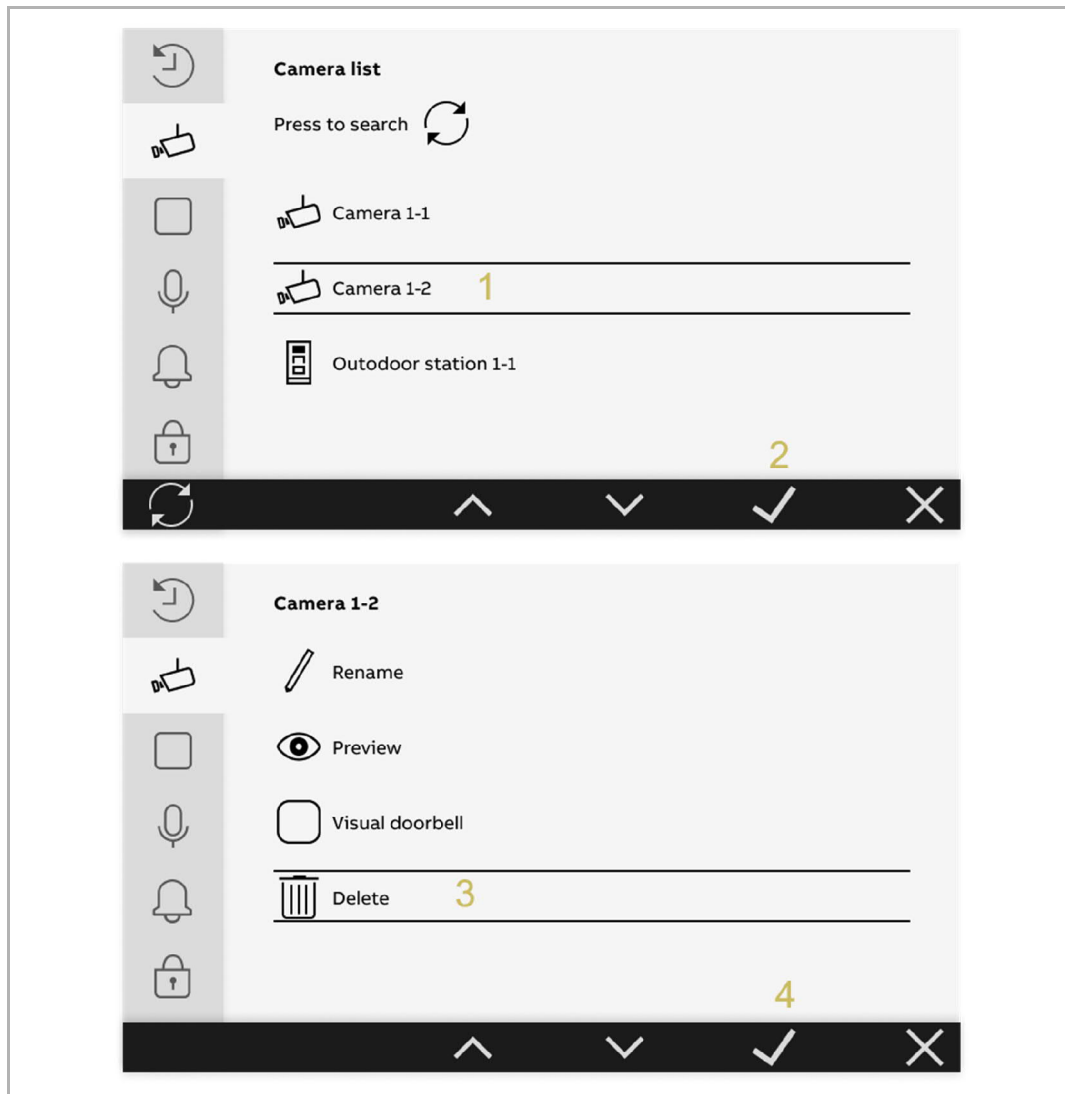 Camera list
Press to search
Camera 1-1
Camera 1-2 1
Outodoor station 1-1
2
Camera 1-2
Rename
Preview
Visual doorbell
Delete 3
4